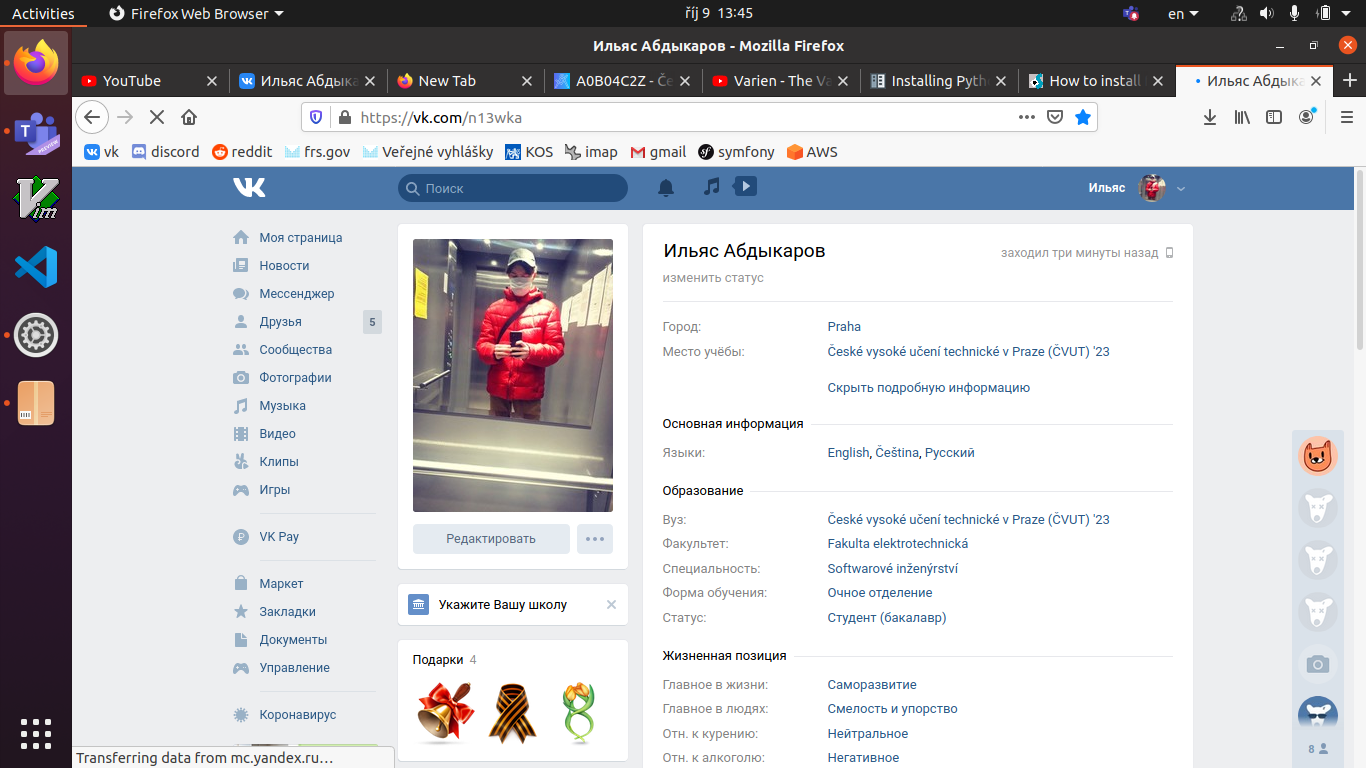 Activities
Firefox Web Browser
říj 9 13:45
en
Ильяс Абдыкаров - Mozilla Firefox
YouTube
Ильяс Абдыка
New Tab
A0B04C2Z - Če
Varien - The Va
Installing Pyth
How to install
Ильяс Абдыка
https://vk.com/n13wka
vk
discord
reddit
frs.gov
Veřejné vyhlášky
KOS
imap
gmail
symfony
AWS
Поиск
Ильяс
Моя страница
Новости
Мессенджер
Друзья 5
Сообщества
Фотографии
Музыка
Видео
Клипы
Игры
VK Pay
Маркет
Закладки
Документы
Управление
Коронавирус
Редактировать
Укажите Вашу школу
Подарки 4
Ильяс Абдыкаров
заходил три минуты назад
изменить статус
Город: Praha
Место учёбы: České vysoké učení technické v Praze (ČVUT) '23
Скрыть подробную информацию
Основная информация
Языки: English, Čeština, Русский
Образование
Вуз: České vysoké učení technické v Praze (ČVUT) '23
Факультет: Fakulta elektrotechnická
Специальность: Softwarové inženýrství
Форма обучения: Очное отделение
Статус: Студент (бакалавр)
Жизненная позиция
Главное в жизни: Саморазвитие
Главное в людях: Смелость и упорство
Отн. к курению: Нейтральное
Отн. к алкоголю: Негативное
8
Transferring data from mc.yandex.ru…